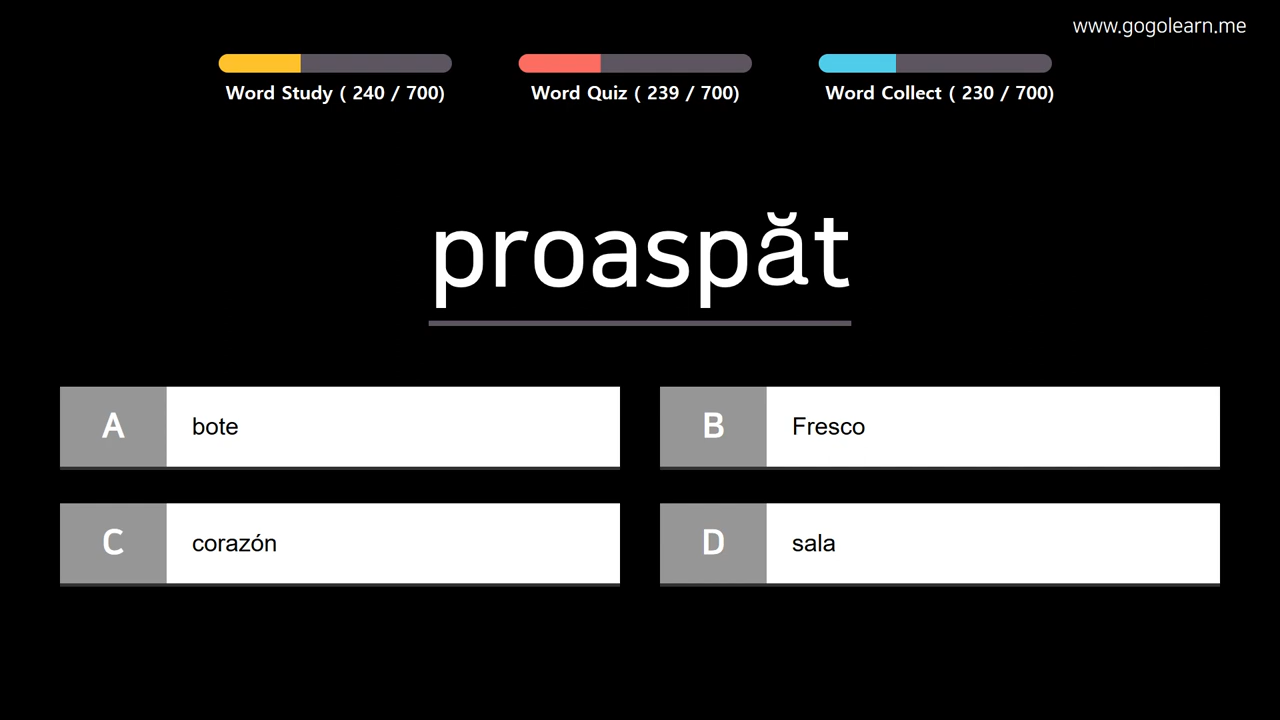 www.gogolearn.me
Word Study ( 240 / 700)
Word Quiz ( 239 / 700)
Word Collect ( 230 / 700)
proaspăt
A
bote
B
Fresco
C
corazón
D
sala